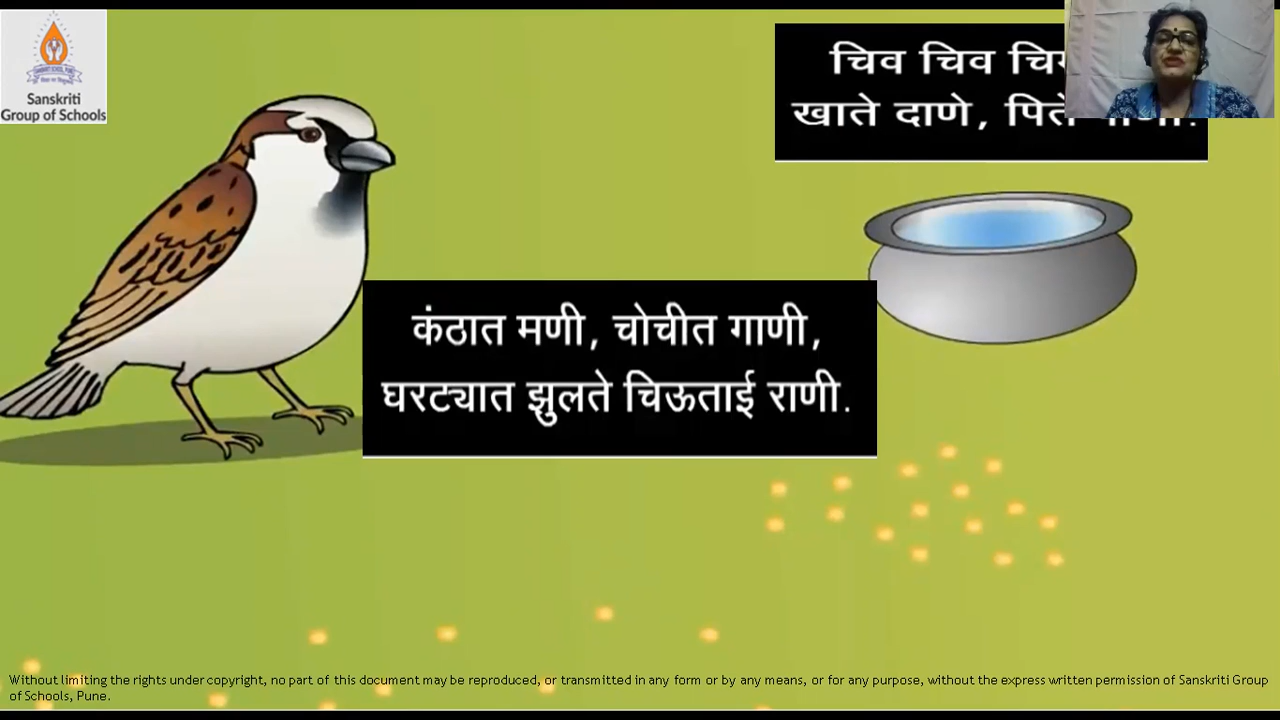 Sanskriti
Group of Schools
चिव चिव
खाते दाणे,
कंठात मणी, चोचीत गाणी,
घरट्यात झुलते चिऊताई राणी.
Without limiting the rights under copyright, no part of this document may be reproduced, or transmitted in any form or by any means, or for any purpose, without the express written permission of Sanskriti Group
of Schools, Pune.